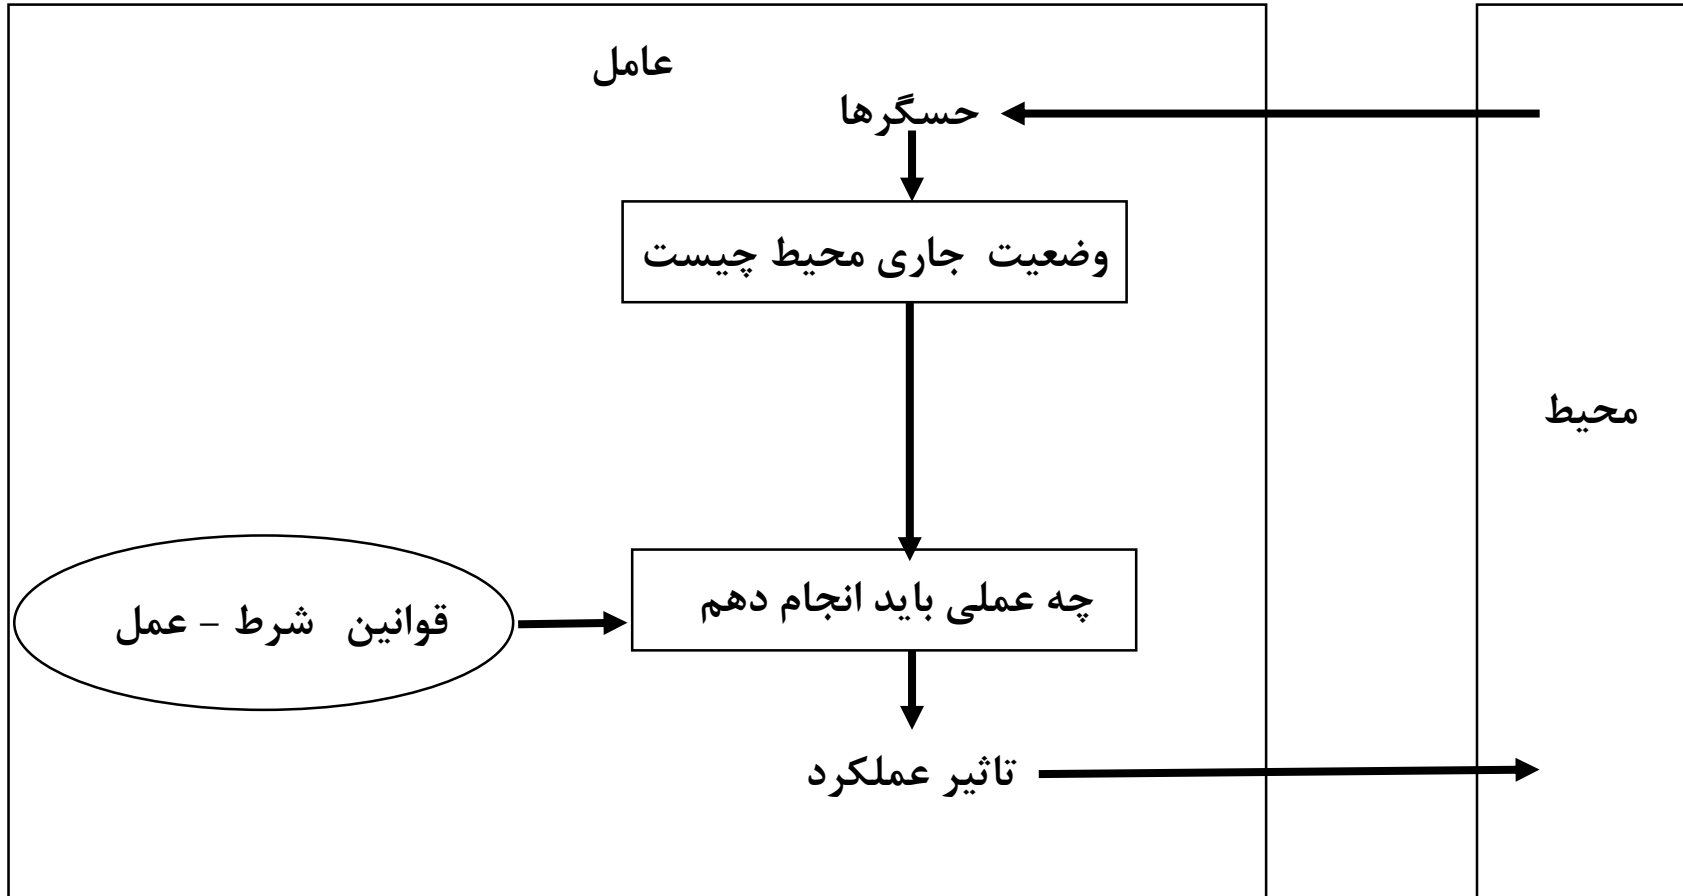 عامل
حسگرها
وضعیت جاری محیط چیست
محیط
چه عملی باید انجام دهم
قوانین شرط – عمل
تاثیر عملکرد